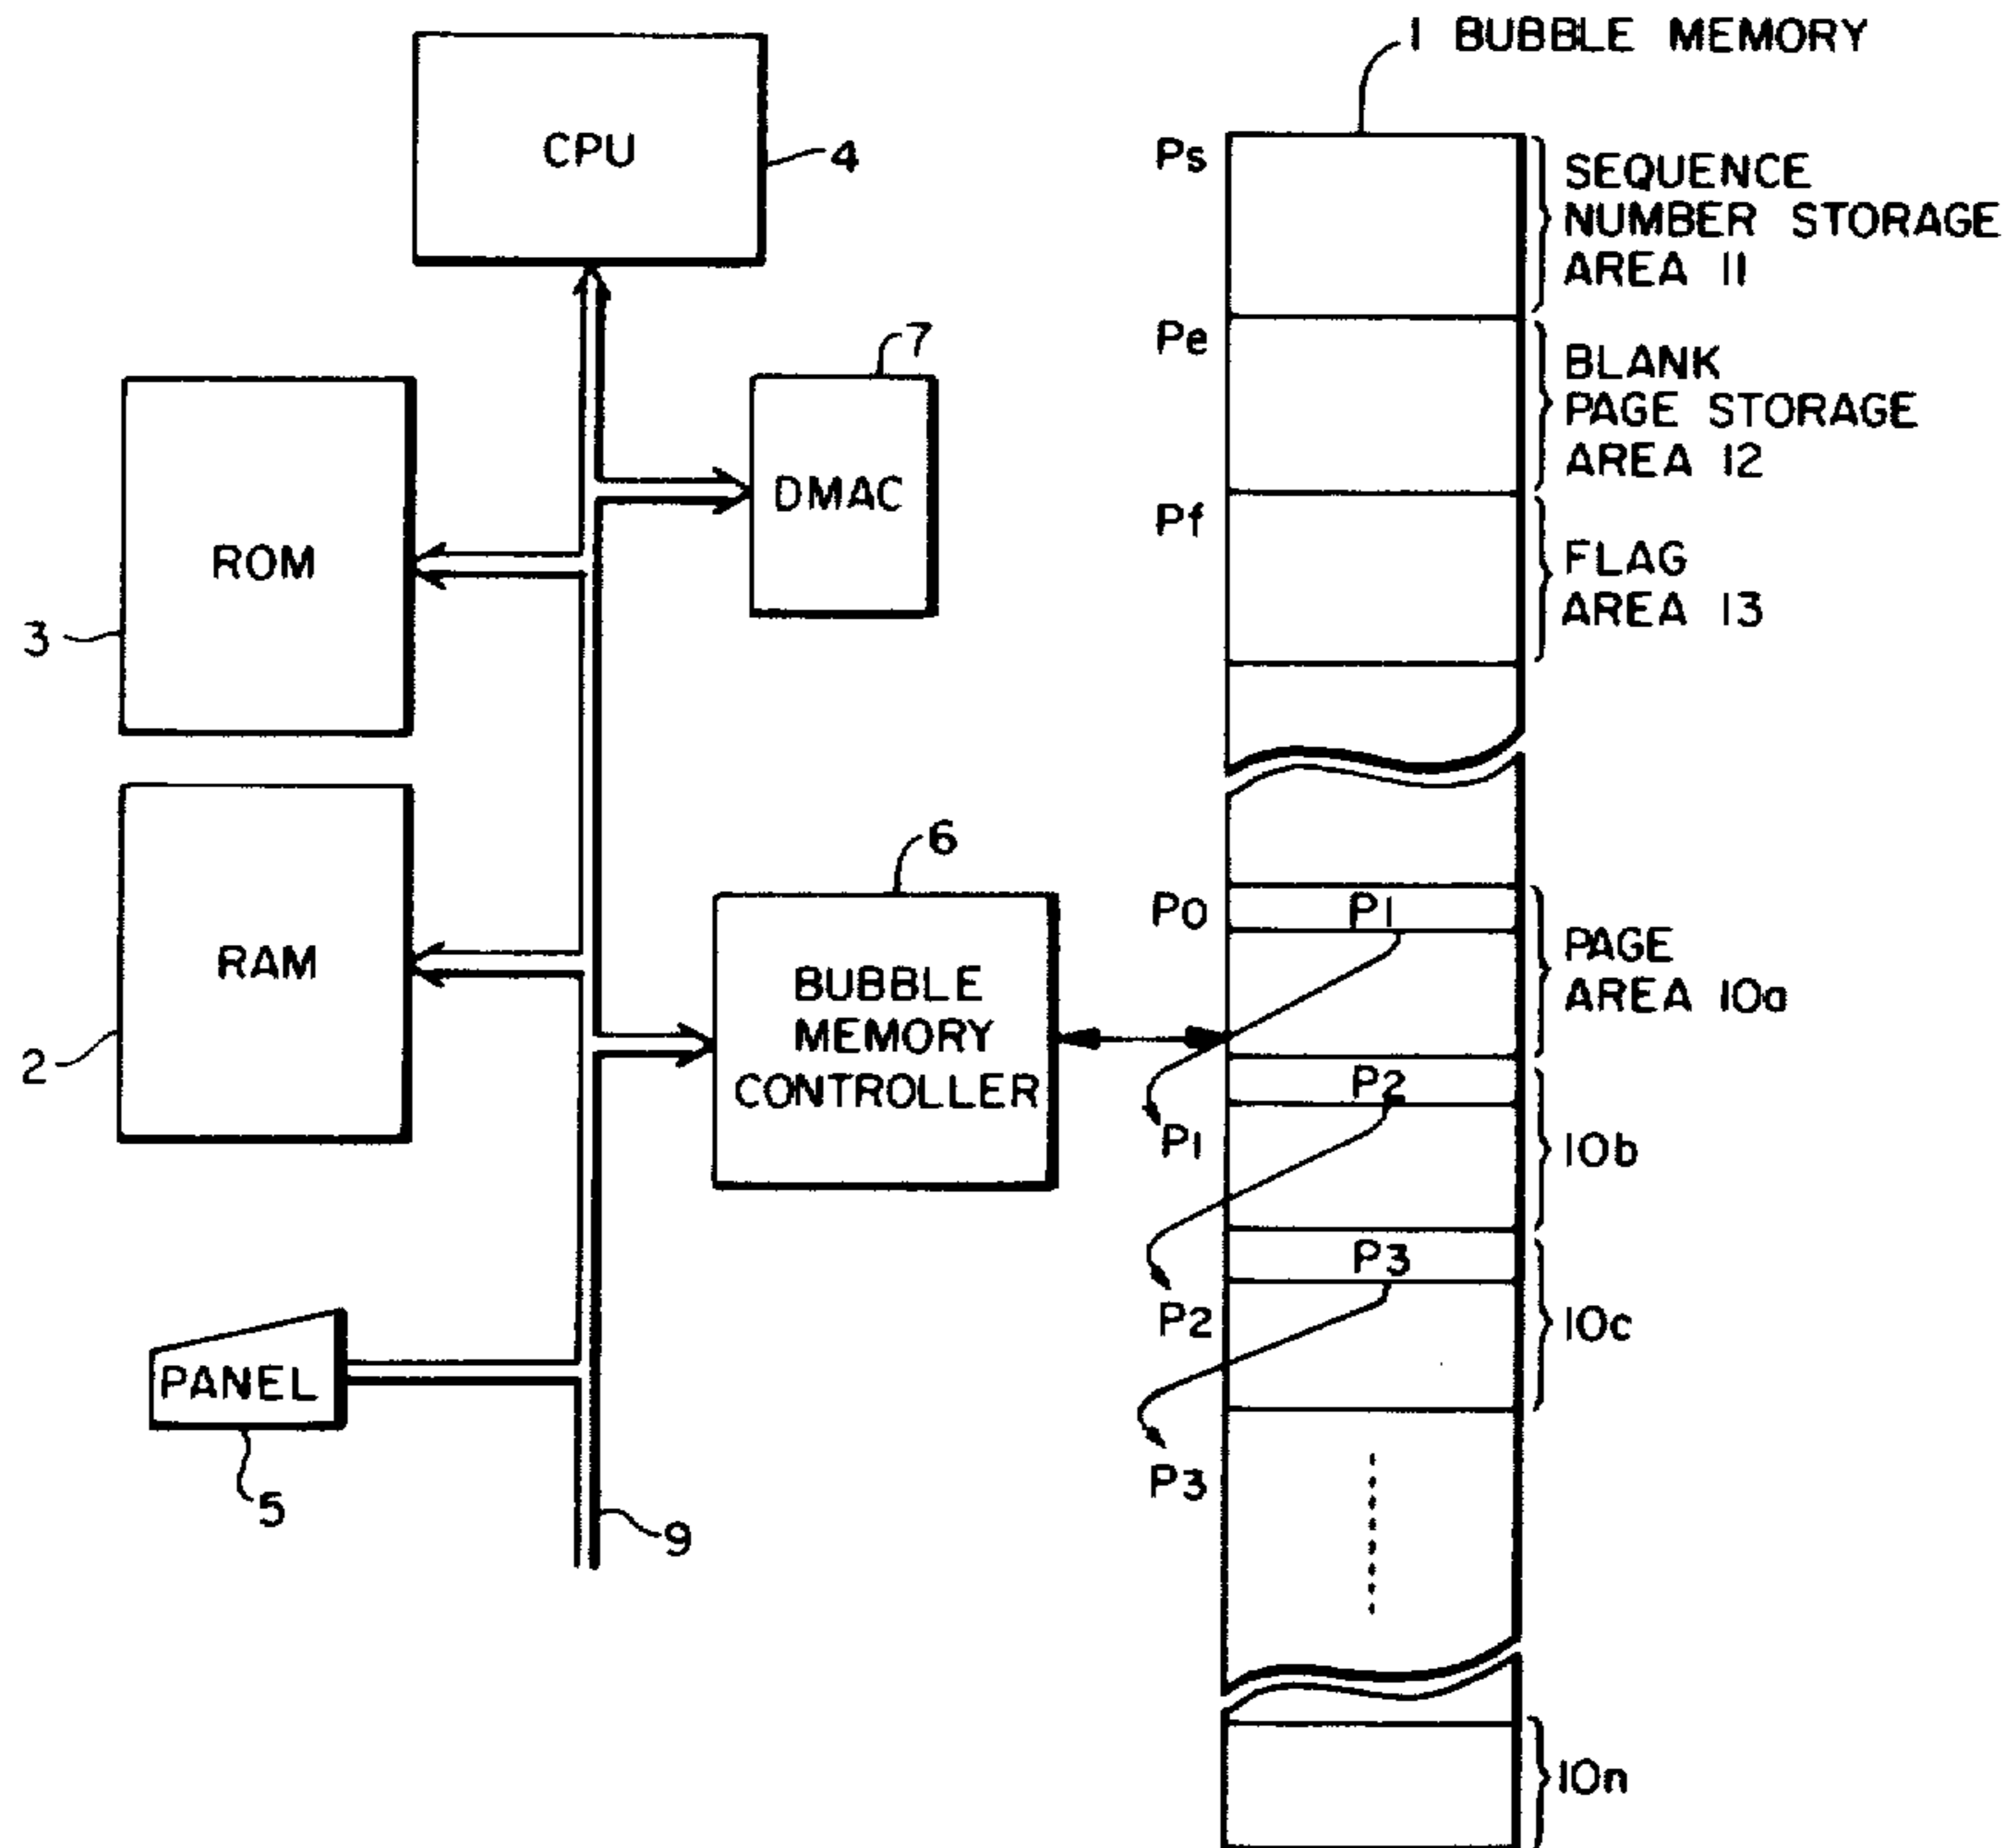 1 BUBBLE MEMORY
CPU
4
Ps
SEQUENCE
NUMBER STORAGE
AREA 11
7
Pe
BLANK
PAGE STORAGE
AREA 12
DMAC
ROM
3
Pf
FLAG
AREA 13
6
RAM
2
BUBBLE
MEMORY
CONTROLLER
P0
P1
PAGE
AREA 10a
P1
P2
10b
P2
P3
10c
P3
PANEL
5
9
10n